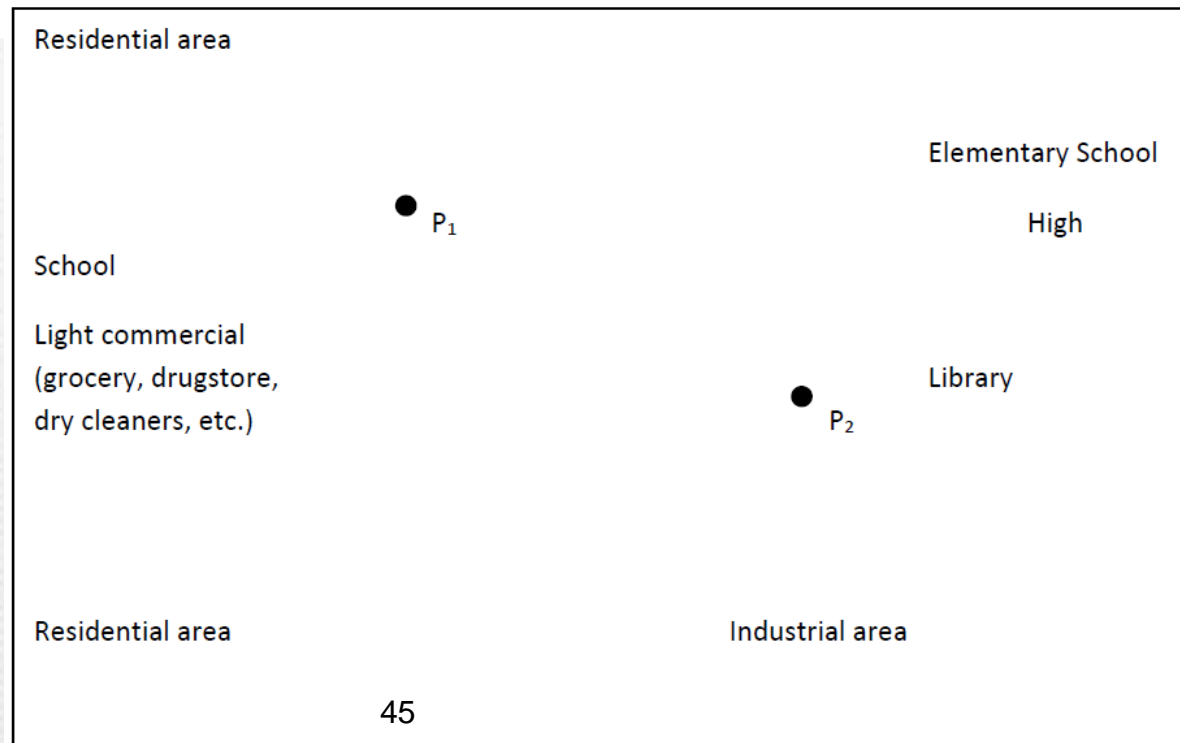 Residential area
Elementary School
P₁
High
School
Light commercial
(grocery, drugstore,
Library
dry cleaners, etc.)
P₂
Residential area
Industrial area
45